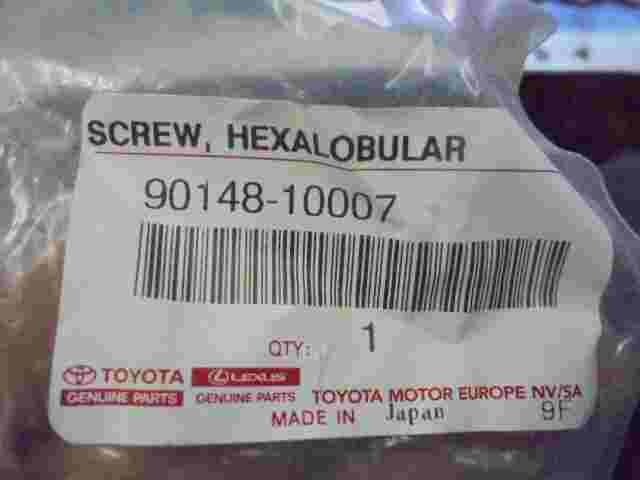 SCREW, HEXALOBULAR
90148-10007
QTY: 1
TOYOTA LEXUS
GENUINE PARTS GENUINE PARTS TOYOTA MOTOR EUROPE NV/SA
MADE IN Japan 9F